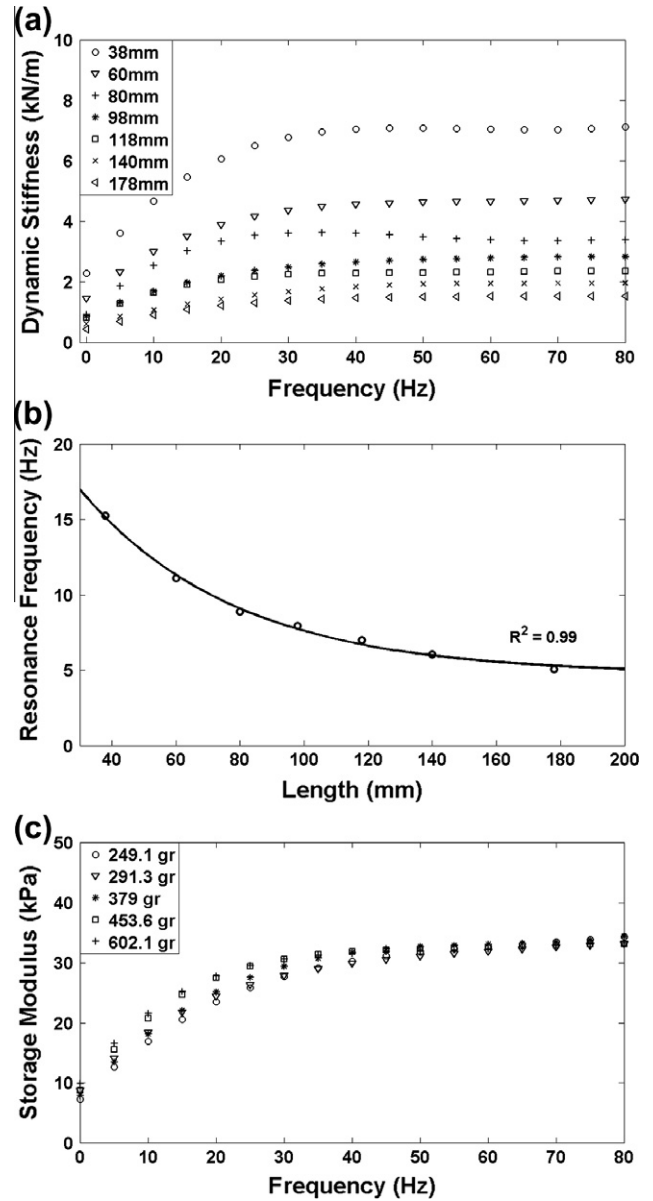 (a)
10
8
6
4
2
0
Dynamic Stiffness (kN/m)
38mm
60mm
80mm
98mm
118mm
140mm
178mm
0 10 20 30 40 50 60 70 80
Frequency (Hz)
(b)
20
15
10
5
0
Resonance Frequency (Hz)
R² = 0.99
40 60 80 100 120 140 160 180 200
Length (mm)
(c)
50
40
30
20
10
0
Storage Modulus (kPa)
249.1 gr
291.3 gr
379 gr
453.6 gr
602.1 gr
0 10 20 30 40 50 60 70 80
Frequency (Hz)